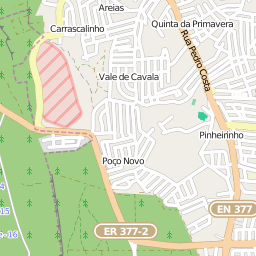 Areias
Carrascalinho
Quinta da Primavera
Rua Pedro Costa
Vale de Cavala
Pinheirinho
Poço Novo
EN 377
ER 377-2